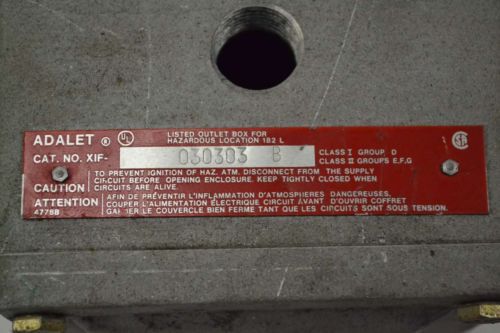 ADALET ® UL LISTED OUTLET BOX FOR
HAZARDOUS LOCATION 182 L
CAT. NO. XIF- 030303 B CLASS I GROUP D
CLASS II GROUPS E,F,G
CAUTION TO PREVENT IGNITION OF HAZ. ATM. DISCONNECT FROM THE SUPPLY
CIRCUIT BEFORE OPENING ENCLOSURE. KEEP TIGHTLY CLOSED WHEN
CIRCUITS ARE ALIVE.
ATTENTION AFIN DE PRÉVENTIR L'INFLAMMATION D'ATMOSPHÈRES DANGEREUSES,
COUPER L'ALIMENTATION ÉLECTRIQUE CIRCUIT AVANT D'OUVRIR COFFRET
4778B LE COUVERCLE BIEN FERME TANT QUE LES CIRCUITS SONT SOUS TENSION.